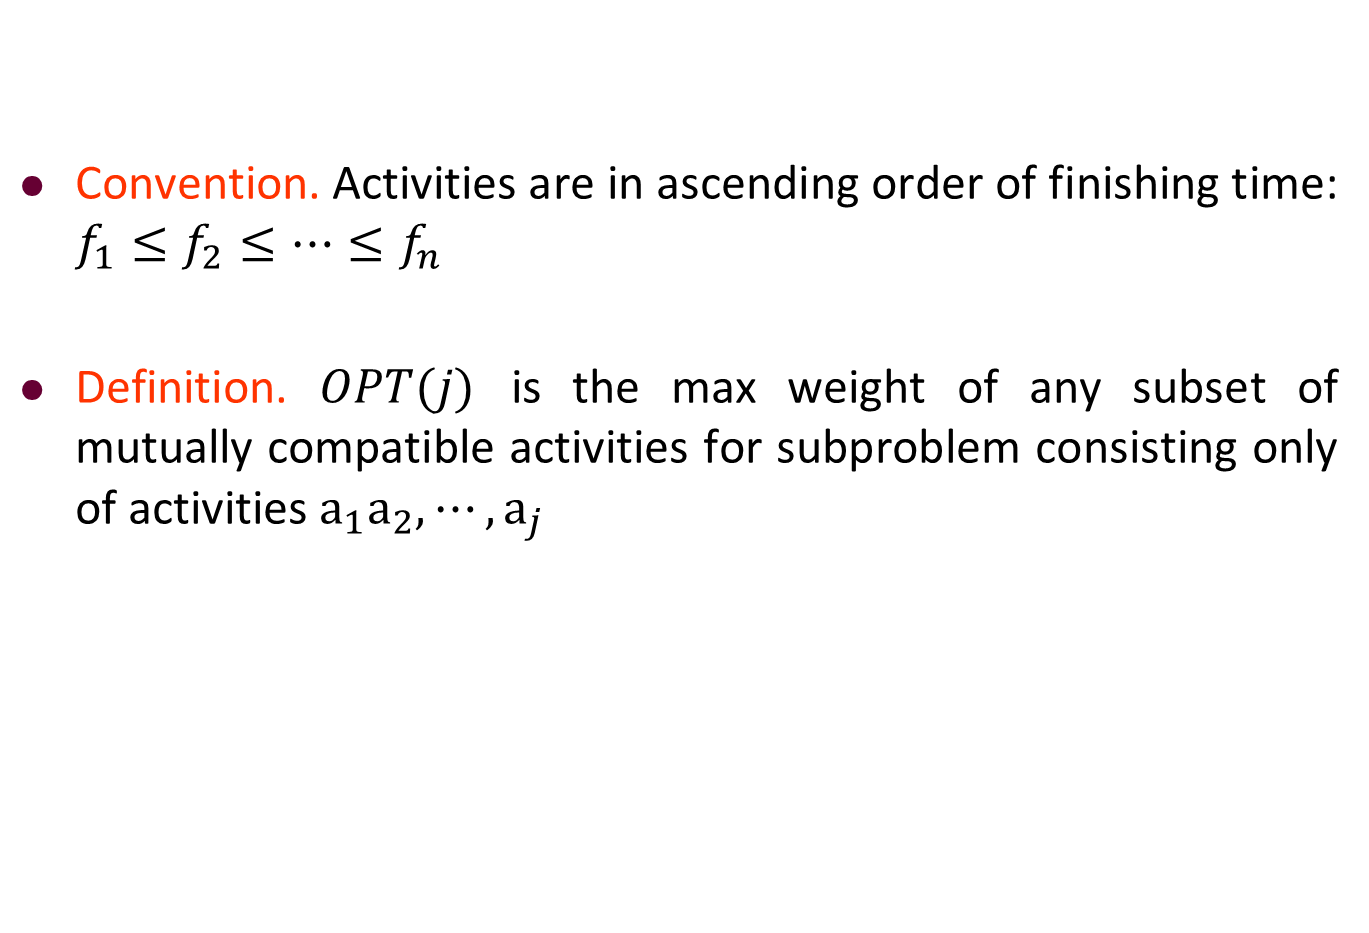 • Convention. Activities are in ascending order of finishing time:
f₁ ≤ f₂ ≤ ⋯ ≤ fₙ
• Definition. OPT(j) is the max weight of any subset of
mutually compatible activities for subproblem consisting only
of activities a₁a₂, ⋯ , aⱼ